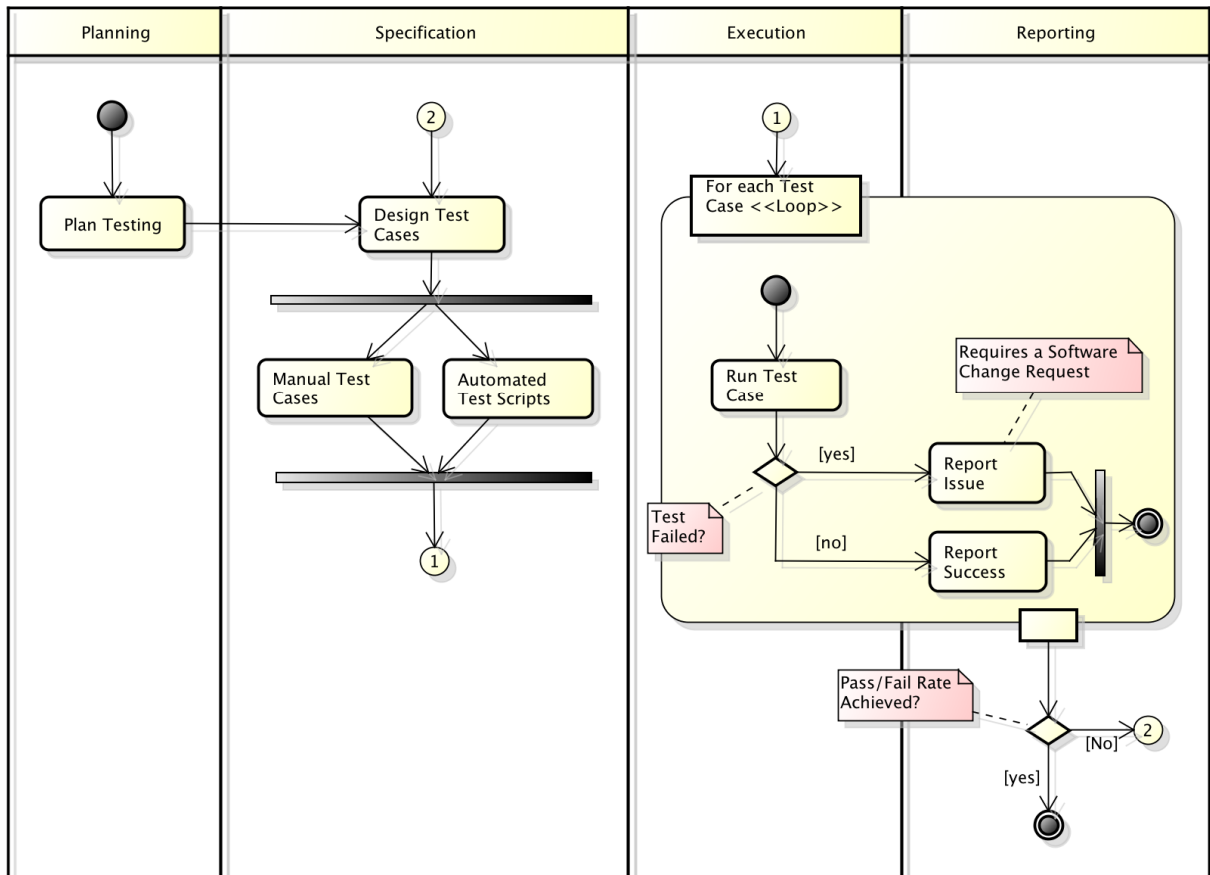 Planning
Specification
Execution
Reporting
2
1
For each Test
Case <<Loop>>
Plan Testing
Design Test
Cases
Manual Test
Cases
Automated
Test Scripts
1
Run Test
Case
Requires a Software
Change Request
[yes]
Report
Issue
Test
Failed?
[no]
Report
Success
Pass/Fail Rate
Achieved?
2
[No]
[yes]